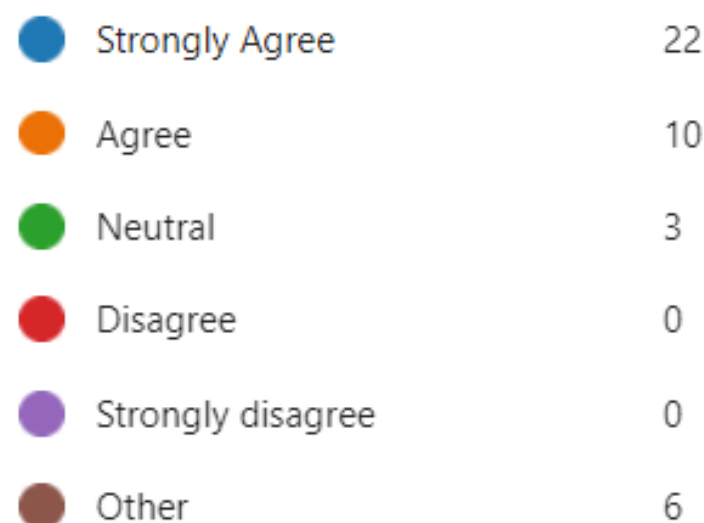 Strongly Agree 22
Agree 10
Neutral 3
Disagree 0
Strongly disagree 0
Other 6